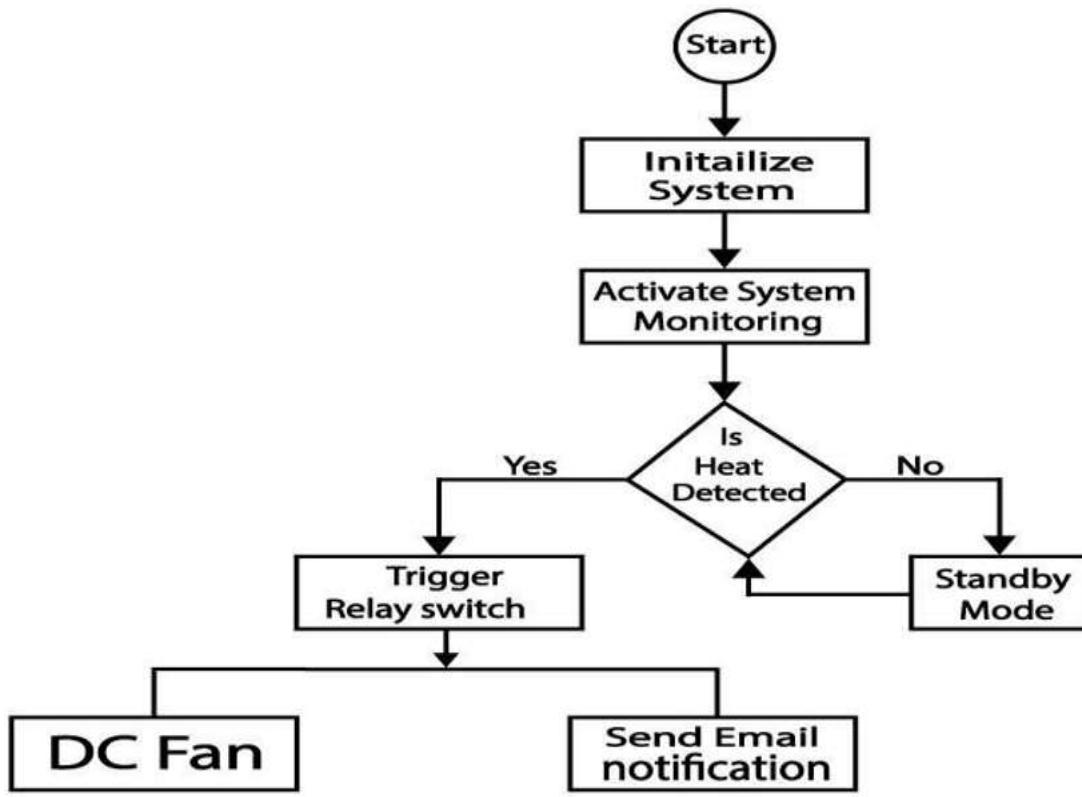 Start
Initailize
System
Activate System
Monitoring
Is
Heat
Detected
Yes
No
Trigger
Relay switch
Standby
Mode
DC Fan
Send Email
notification